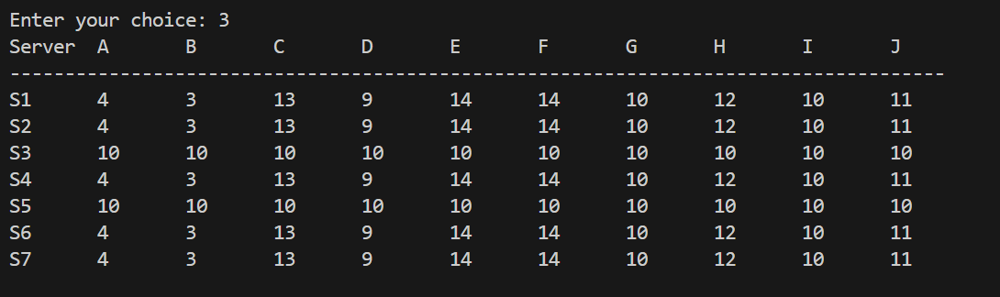 Enter your choice: 3
Server  A       B       C       D       E       F       G       H       I       J
-------------------------------------------------------------------------------------
S1      4       3       13      9       14      14      10      12      10      11
S2      4       3       13      9       14      14      10      12      10      11
S3      10      10      10      10      10      10      10      10      10      10
S4      4       3       13      9       14      14      10      12      10      11
S5      10      10      10      10      10      10      10      10      10      10
S6      4       3       13      9       14      14      10      12      10      11
S7      4       3       13      9       14      14      10      12      10      11